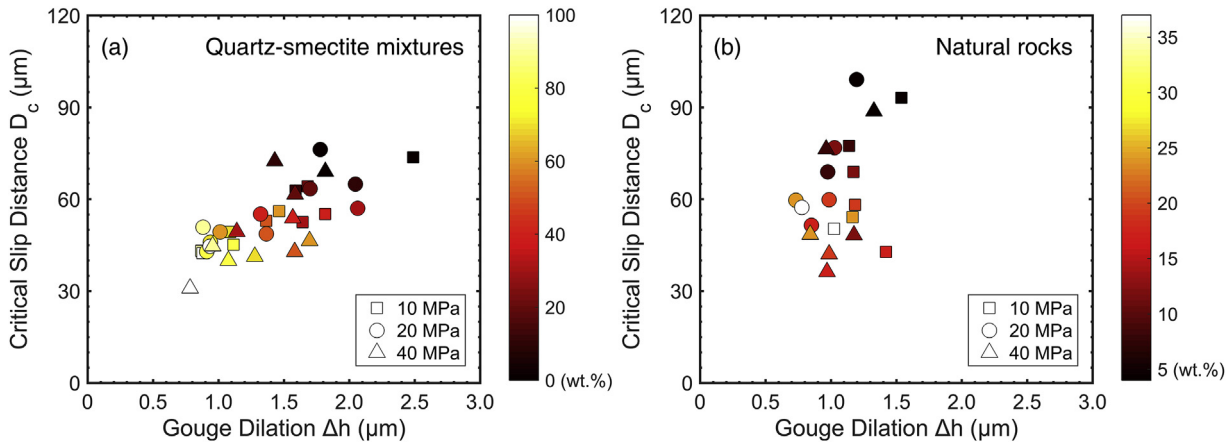 (a) Quartz-smectite mixtures
Critical Slip Distance D_c (μm)
120
90
60
30
0
0
0.5
1.0
1.5
2.0
2.5
3.0
Gouge Dilation Δh (μm)
10 MPa
20 MPa
40 MPa
100
80
60
40
20
0 (wt.%)
(b) Natural rocks
Critical Slip Distance D_c (μm)
120
90
60
30
0
0
0.5
1.0
1.5
2.0
2.5
3.0
Gouge Dilation Δh (μm)
10 MPa
20 MPa
40 MPa
35
30
25
20
15
10
5 (wt.%)